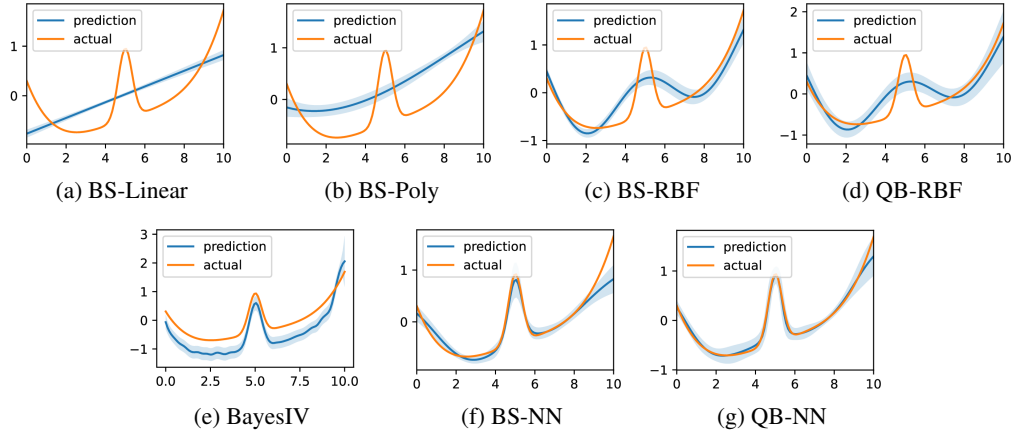 prediction
actual
1
0
0 2 4 6 8 10
(a) BS-Linear
prediction
actual
1
0
0 2 4 6 8 10
(b) BS-Poly
prediction
actual
1
0
−1
0 2 4 6 8 10
(c) BS-RBF
2
prediction
actual
1
0
−1
0 2 4 6 8 10
(d) QB-RBF
3
prediction
actual
2
1
0
−1
0.0 2.5 5.0 7.5 10.0
(e) BayesIV
prediction
actual
1
0
0 2 4 6 8 10
(f) BS-NN
prediction
actual
1
0
−1
0 2 4 6 8 10
(g) QB-NN